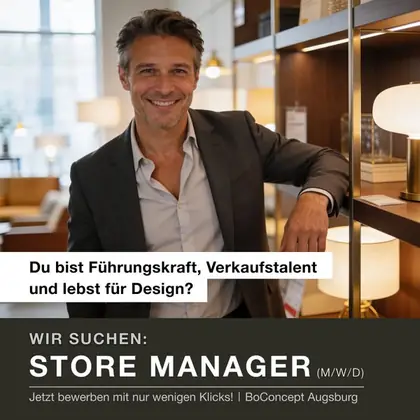 Du bist Führungskraft, Verkaufstalent
und lebst für Design?
WIR SUCHEN:
STORE MANAGER (M/W/D)
Jetzt bewerben mit nur wenigen Klicks! | BoConcept Augsburg